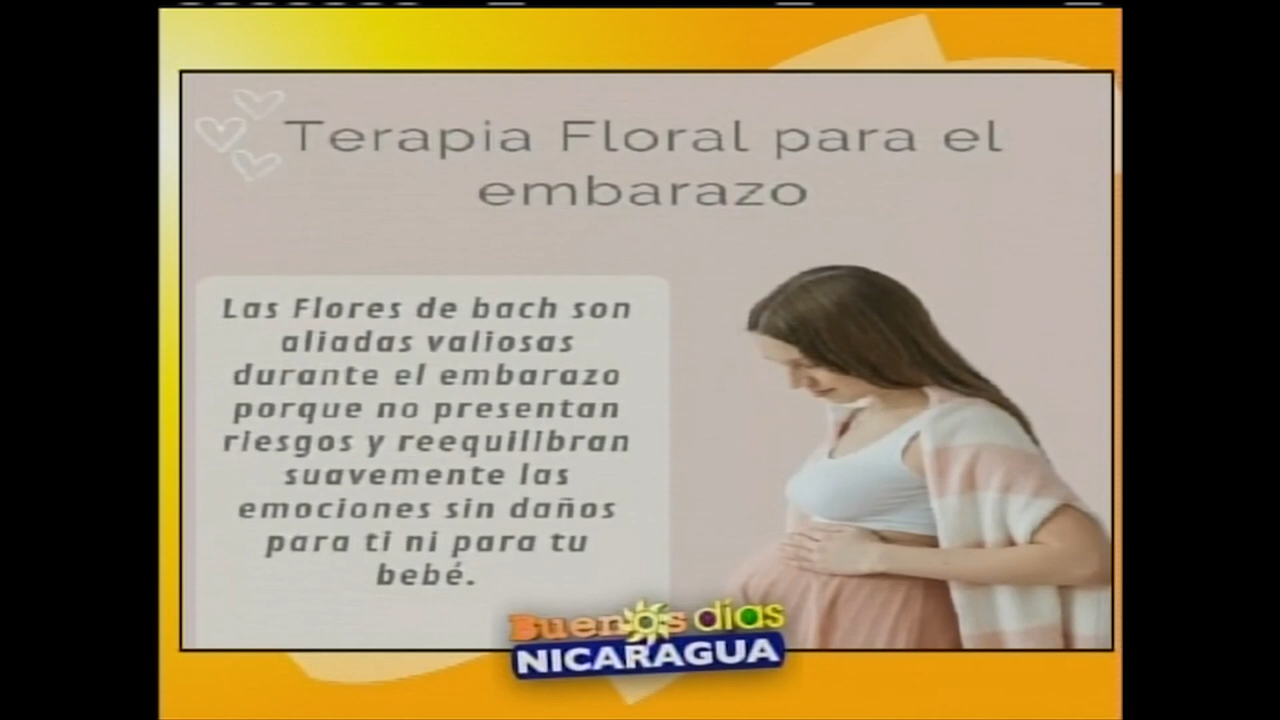 Terapia Floral para el
embarazo
Las Flores de bach son
aliadas valiosas
durante el embarazo
porque no presentan
riesgos y reequilibran
suavemente las
emociones sin daños
para ti ni para tu
bebé.
Buenos días
NICARAGUA